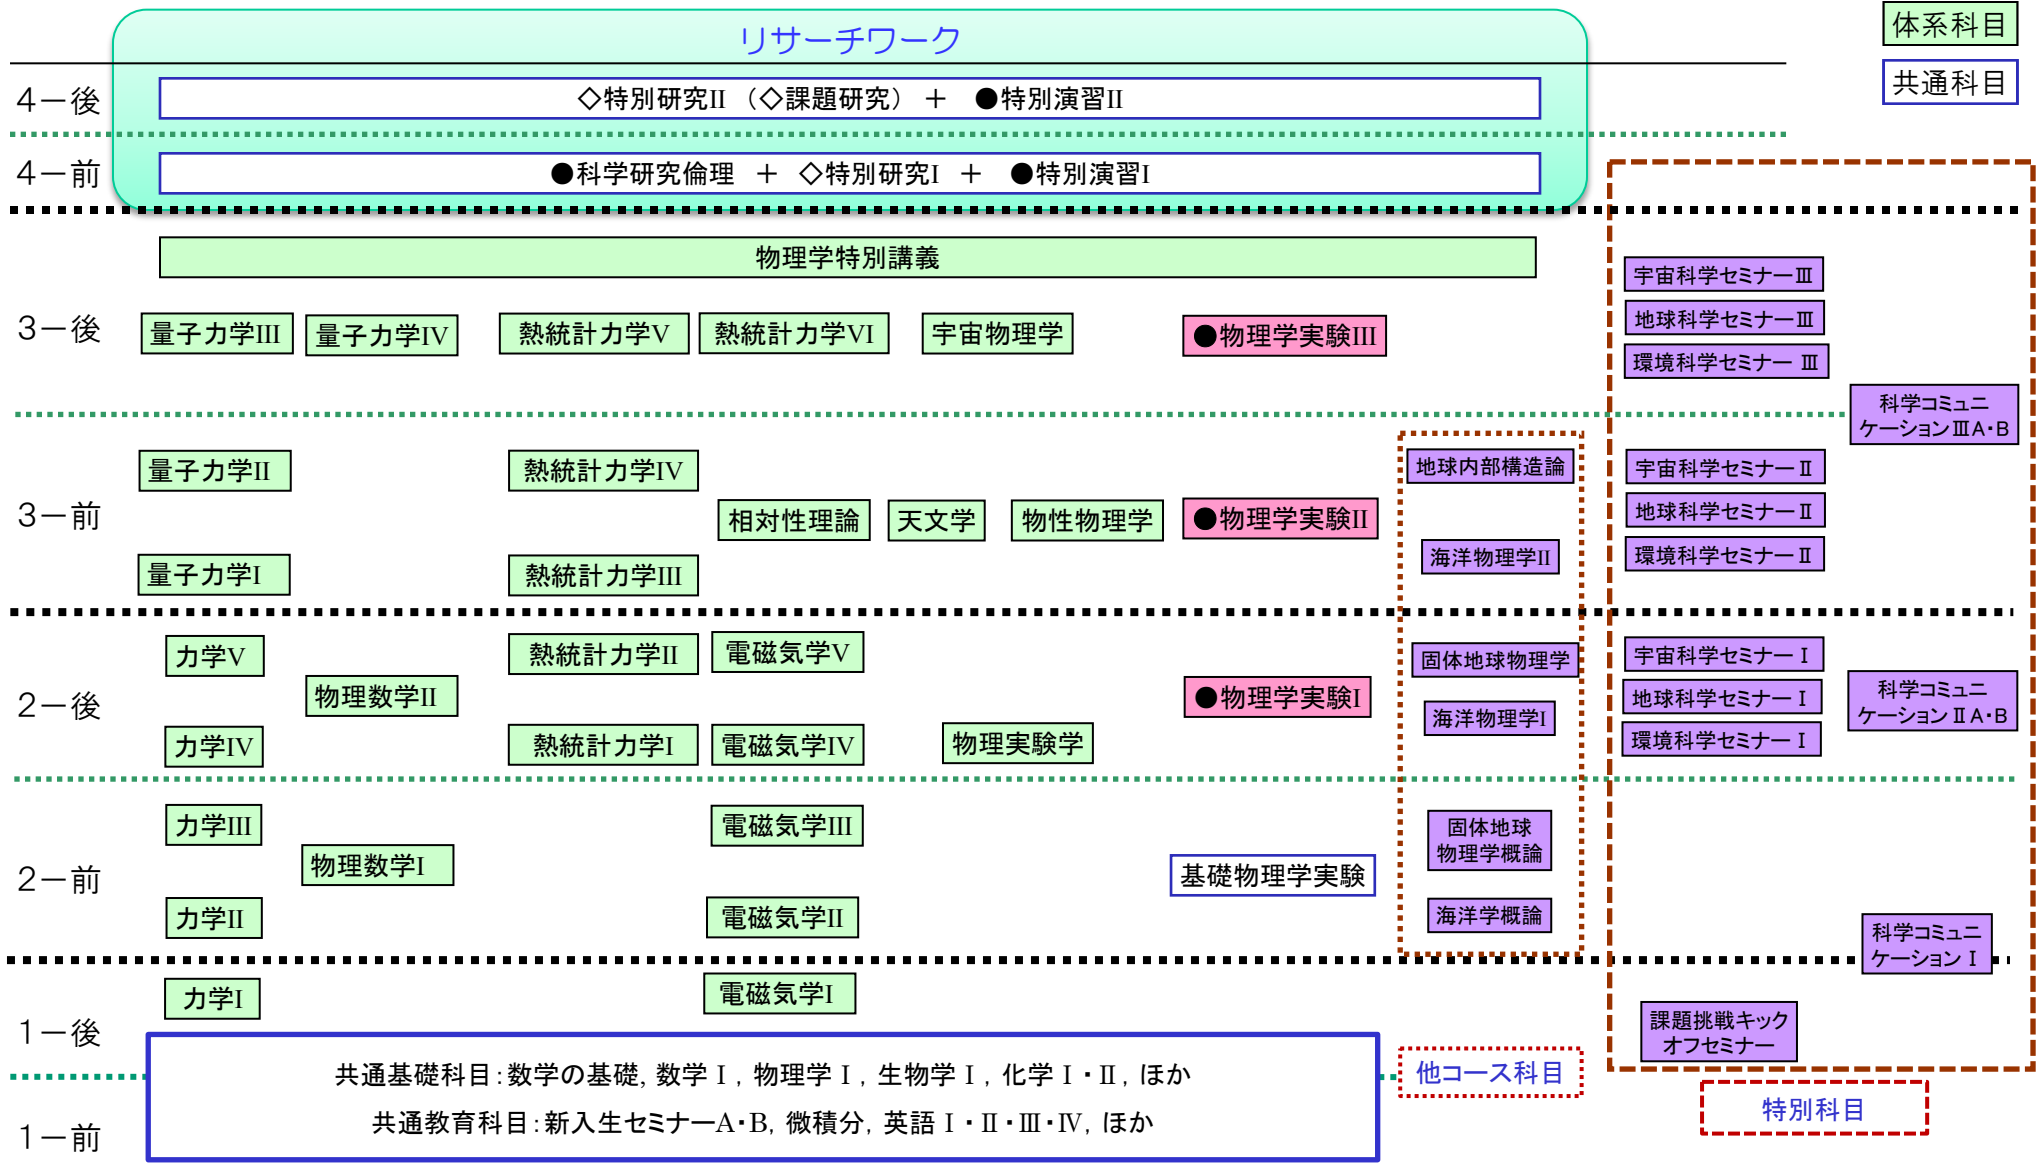 リサーチワーク
体系科目
共通科目
4－後
◇特別研究II （◇課題研究） ＋ ●特別演習II
4－前
●科学研究倫理 ＋ ◇特別研究I ＋ ●特別演習I
物理学特別講義
3－後
量子力学III
量子力学IV
熱統計力学V
熱統計力学VI
宇宙物理学
●物理学実験III
宇宙科学セミナーⅢ
地球科学セミナーⅢ
環境科学セミナー Ⅲ
科学コミュニ
ケーションⅢA・B
3－前
量子力学II
熱統計力学IV
相対性理論
天文学
物性物理学
●物理学実験II
量子力学I
熱統計力学III
地球内部構造論
海洋物理学II
宇宙科学セミナーⅡ
地球科学セミナーⅡ
環境科学セミナーⅡ
2－後
力学V
物理数学II
力学IV
熱統計力学II
電磁気学V
熱統計力学I
電磁気学IV
物理実験学
●物理学実験I
固体地球物理学
海洋物理学I
宇宙科学セミナーⅠ
地球科学セミナーⅠ
環境科学セミナーⅠ
科学コミュニ
ケーションⅡA・B
2－前
力学III
物理数学I
力学II
電磁気学III
電磁気学II
基礎物理学実験
固体地球
物理学概論
海洋学概論
科学コミュニ
ケーションⅠ
1－後
力学I
電磁気学I
課題挑戦キック
オフセミナー
共通基礎科目：数学の基礎, 数学Ⅰ, 物理学Ⅰ, 生物学Ⅰ, 化学Ⅰ・Ⅱ, ほか
共通教育科目：新入生セミナーA・B, 微積分, 英語Ⅰ・Ⅱ・Ⅲ・Ⅳ, ほか
1－前
他コース科目
特別科目